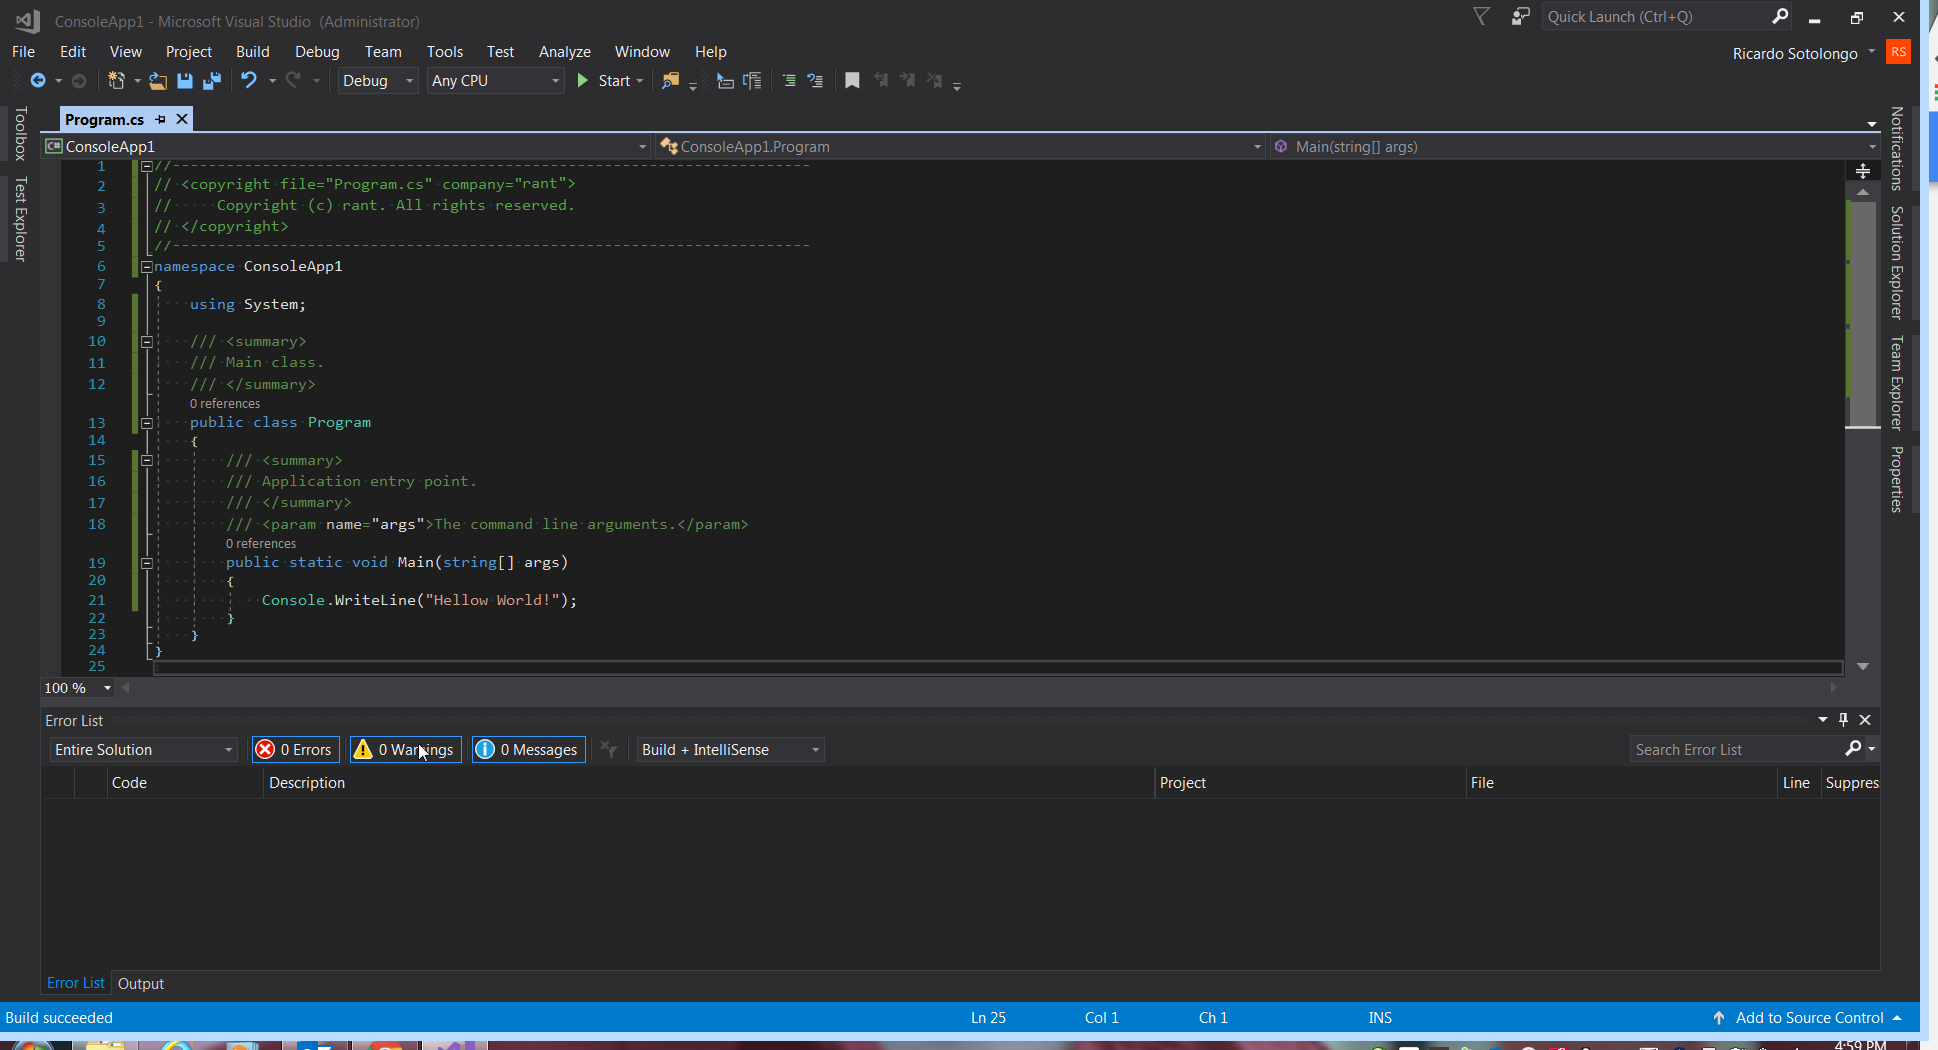 ConsoleApp1 - Microsoft Visual Studio (Administrator)
Quick Launch (Ctrl+Q)
File Edit View Project Build Debug Team Tools Test Analyze Window Help
Ricardo Sotolongo RS
Debug Any CPU Start
Toolbox
Test Explorer
Program.cs
ConsoleApp1 ConsoleApp1.Program Main(string[] args)
1 //-----------------------------------------------------------------------
2 // <copyright file="Program.cs" company="rant">
3 //     Copyright (c) rant. All rights reserved.
4 // </copyright>
5 //-----------------------------------------------------------------------
6 namespace ConsoleApp1
7 {
8     using System;
9
10     /// <summary>
11     /// Main class.
12     /// </summary>
0 references
13     public class Program
14     {
15         /// <summary>
16         /// Application entry point.
17         /// </summary>
18         /// <param name="args">The command line arguments.</param>
0 references
19         public static void Main(string[] args)
20         {
21             Console.WriteLine("Hellow World!");
22         }
23     }
24 }
25
100 %
Notifications
Solution Explorer
Team Explorer
Properties
Error List
Entire Solution 0 Errors 0 Warnings 0 Messages Build + IntelliSense Search Error List
Code Description Project File Line Suppres
Error List Output
Build succeeded Ln 25 Col 1 Ch 1 INS Add to Source Control
4:59 PM